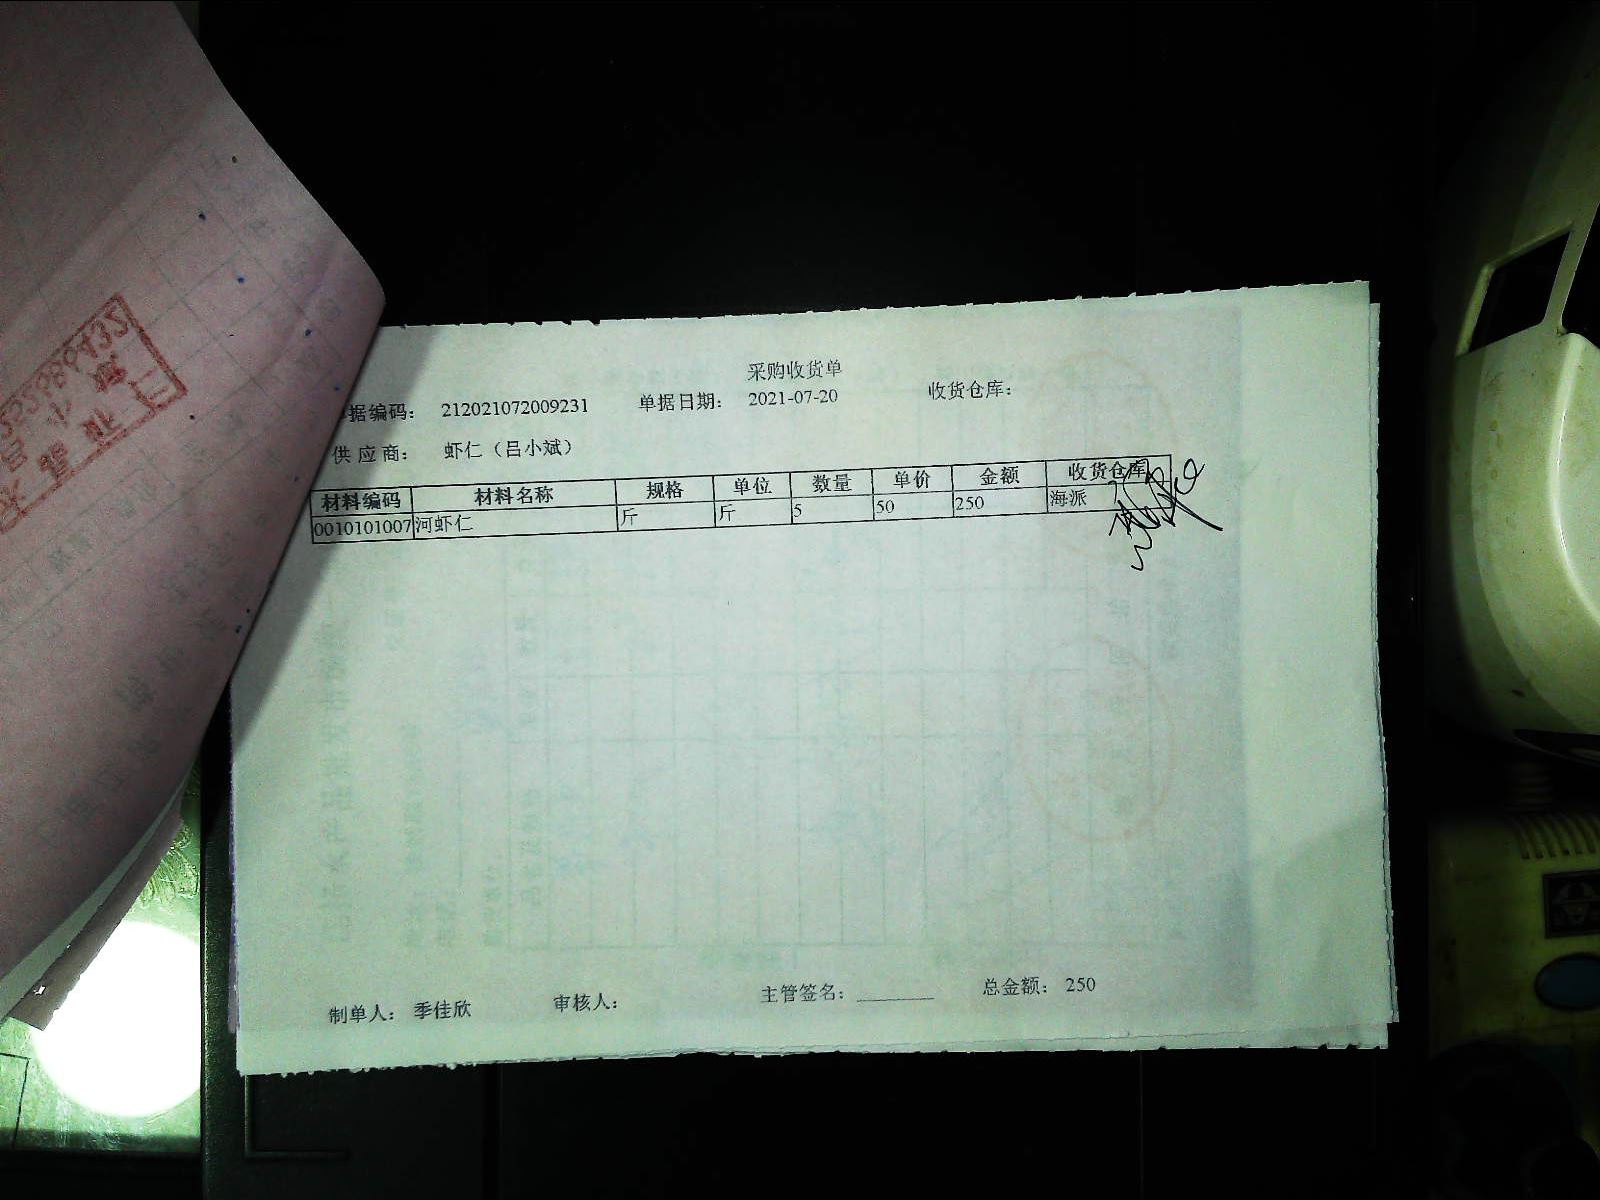 采购收货单
据编码： 212021072009231 单据日期： 2021-07-20 收货仓库：
供应商： 虾仁（吕小斌）
材料编码 材料名称 规格 单位 数量 单价 金额 收货仓库
0010101007 河虾仁 斤 斤 5 50 250 海派
制单人： 季佳欣 审核人： 主管签名：________ 总金额： 250